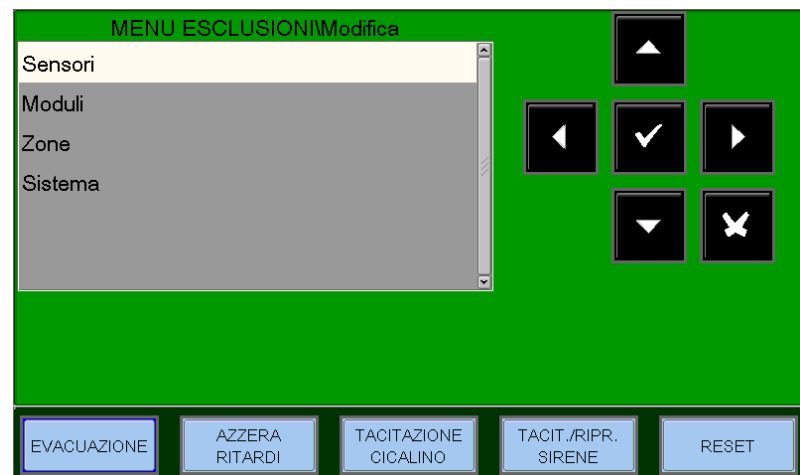 MENU ESCLUSIONI\Modifica
Sensori
Moduli
Zone
Sistema
EVACUAZIONE
AZZERA
RITARDI
TACITAZIONE
CICALINO
TACIT./RIPR.
SIRENE
RESET